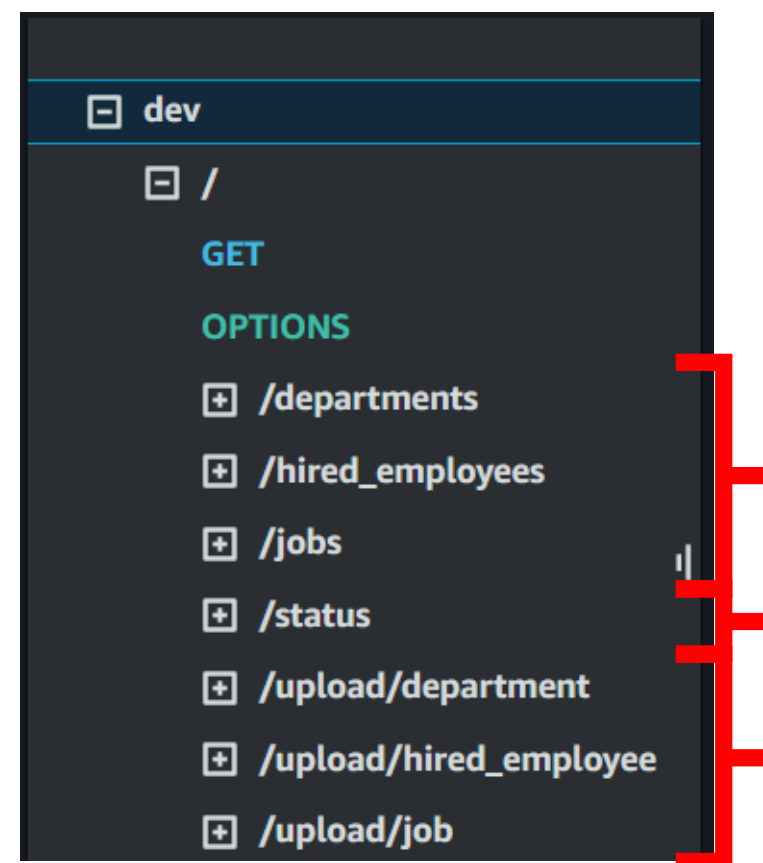 dev
/
GET
OPTIONS
/departments
/hired_employees
/jobs
/status
/upload/department
/upload/hired_employee
/upload/job